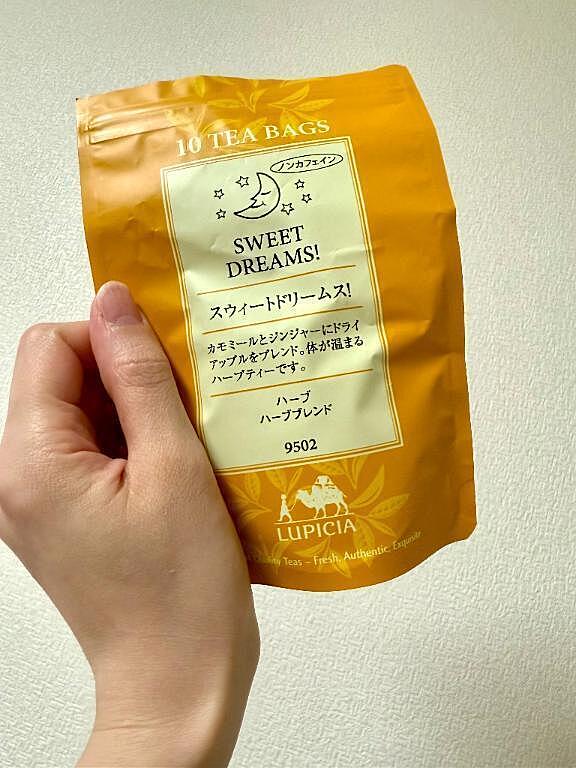 10 TEA BAGS
ノンカフェイン
SWEET
DREAMS!
スウィートドリームス!
カモミールとジンジャーにドライ
アップルをブレンド。体が温まる
ハーブティーです。
ハーブ
ハーブブレンド
9502
LUPICIA
Teas – Fresh, Authentic, Exquisite